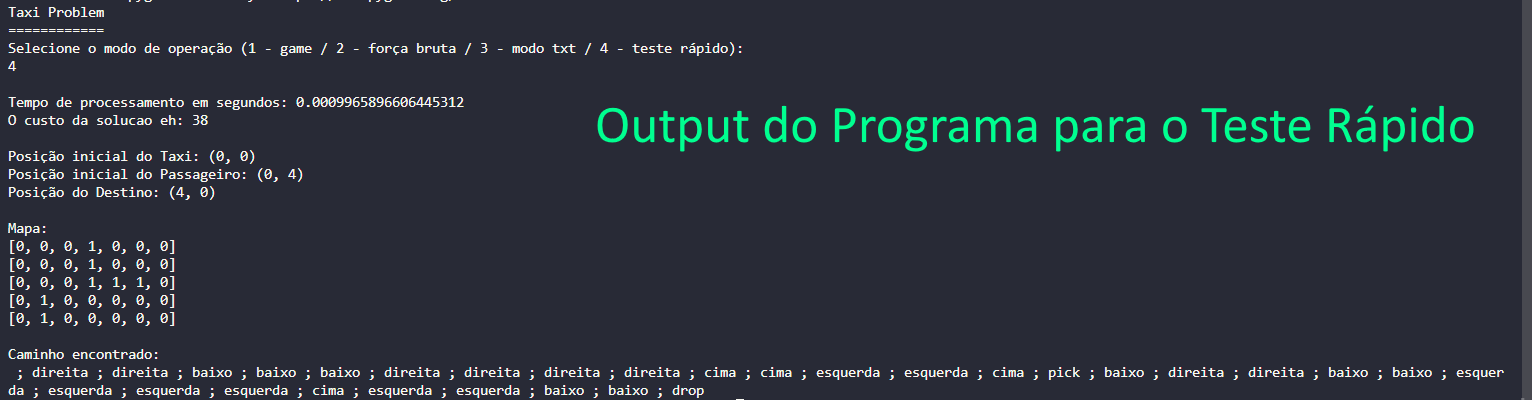 Taxi Problem
============
Selecione o modo de operação (1 - game / 2 - força bruta / 3 - modo txt / 4 - teste rápido):
4
Tempo de processamento em segundos: 0.0009965896606445312
O custo da solucao eh: 38
Output do Programa para o Teste Rápido
Posição inicial do Taxi: (0, 0)
Posição inicial do Passageiro: (0, 4)
Posição do Destino: (4, 0)
Mapa:
[0, 0, 0, 1, 0, 0, 0]
[0, 0, 0, 1, 0, 0, 0]
[0, 0, 0, 1, 1, 1, 0]
[0, 1, 0, 0, 0, 0, 0]
[0, 1, 0, 0, 0, 0, 0]
Caminho encontrado:
; direita ; direita ; baixo ; baixo ; baixo ; direita ; direita ; direita ; direita ; cima ; cima ; esquerda ; esquerda ; cima ; pick ; baixo ; direita ; direita ; baixo ; baixo ; esquer
da ; esquerda ; esquerda ; esquerda ; cima ; esquerda ; esquerda ; baixo ; baixo ; drop